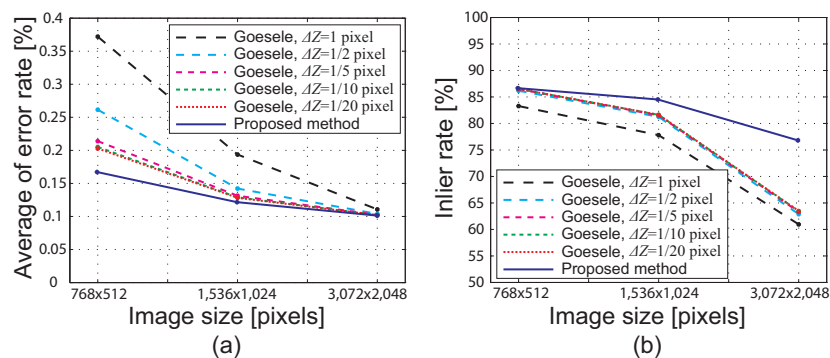 0.4
0.35
0.3
0.25
0.2
0.15
0.1
0.05
0
Average of error rate [%]
Goesele, ΔZ=1 pixel
Goesele, ΔZ=1/2 pixel
Goesele, ΔZ=1/5 pixel
Goesele, ΔZ=1/10 pixel
Goesele, ΔZ=1/20 pixel
Proposed method
768x512
1,536x1,024
3,072x2,048
Image size [pixels]
(a)
100
95
90
85
80
75
70
65
60
55
50
Inlier rate [%]
Goesele, ΔZ=1 pixel
Goesele, ΔZ=1/2 pixel
Goesele, ΔZ=1/5 pixel
Goesele, ΔZ=1/10 pixel
Goesele, ΔZ=1/20 pixel
Proposed method
768x512
1,536x1,024
3,072x2,048
Image size [pixels]
(b)